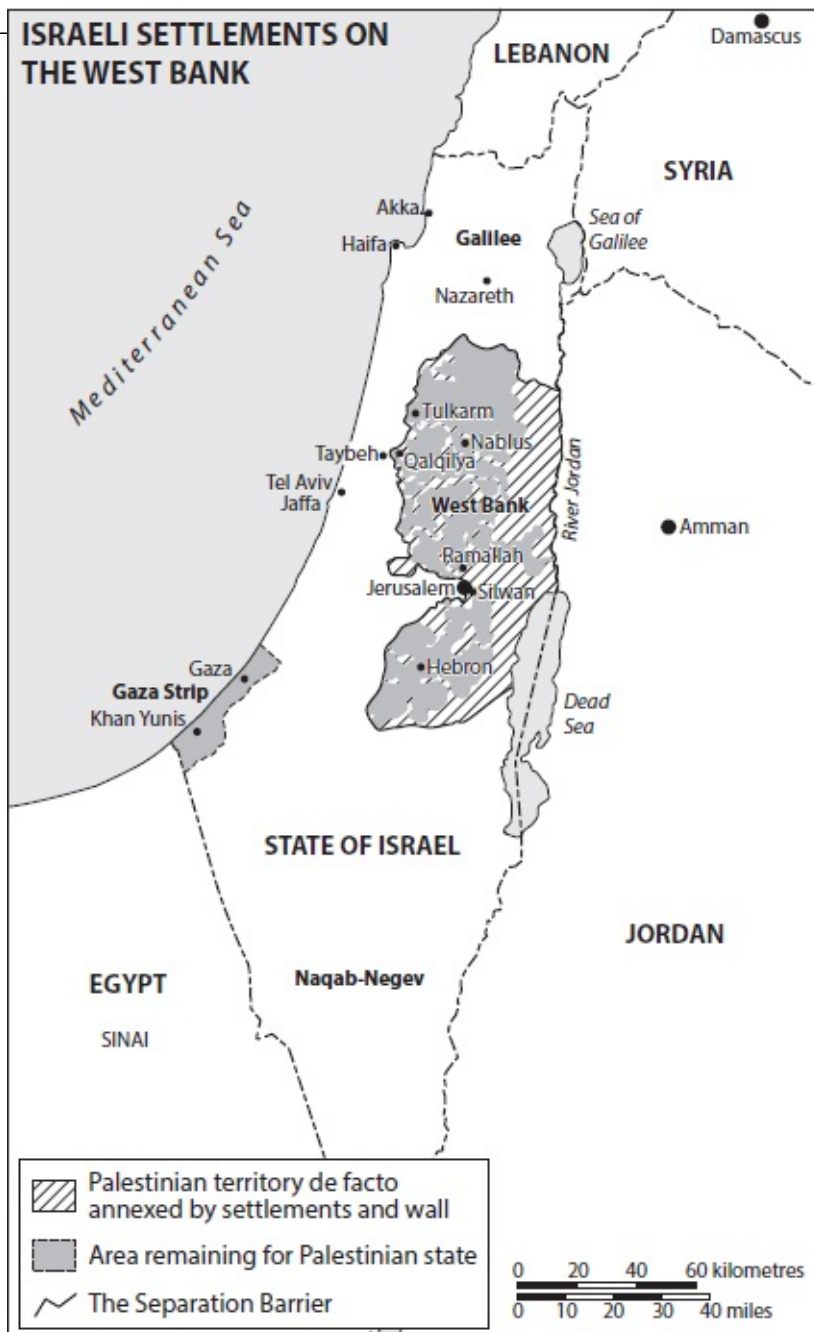 ISRAELI SETTLEMENTS ON
THE WEST BANK
Damascus
LEBANON
SYRIA
Akka
Sea of
Galilee
Galilee
Haifa
Nazareth
Mediterranean Sea
Tulkarm
Nablus
Taybeh
Qalqilya
Tel Aviv
Jaffa
West Bank
River Jordan
Amman
Ramallah
Jerusalem
Silwan
Gaza
Hebron
Gaza Strip
Khan Yunis
Dead
Sea
STATE OF ISRAEL
JORDAN
EGYPT
Naqab-Negev
SINAI
Palestinian territory de facto
annexed by settlements and wall
Area remaining for Palestinian state
The Separation Barrier
0 20 40 60 kilometres
0 10 20 30 40 miles